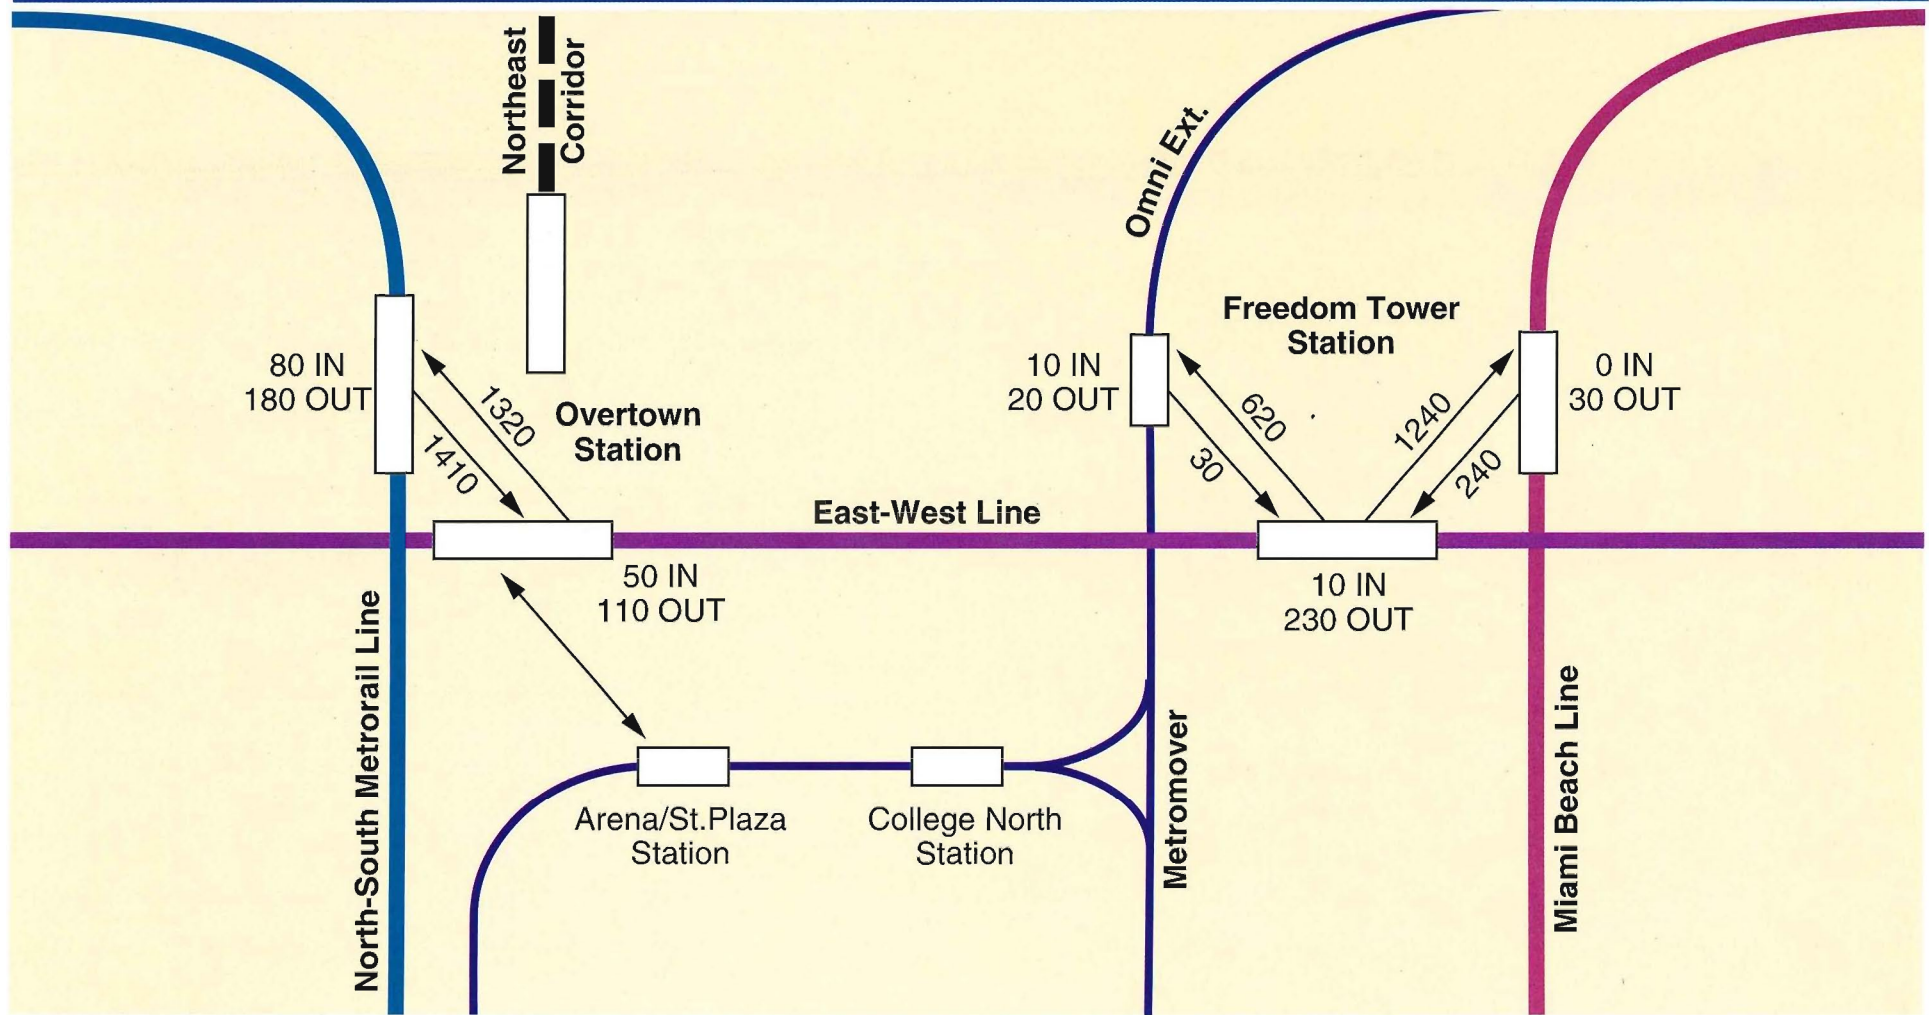 Northeast
Corridor
Omni Ext.
Freedom Tower
Station
80 IN
180 OUT
1320
1410
Overtown
Station
10 IN
20 OUT
620
30
1240
240
0 IN
30 OUT
East-West Line
50 IN
110 OUT
10 IN
230 OUT
North-South Metrorail Line
Arena/St.Plaza
Station
College North
Station
Metromover
Miami Beach Line